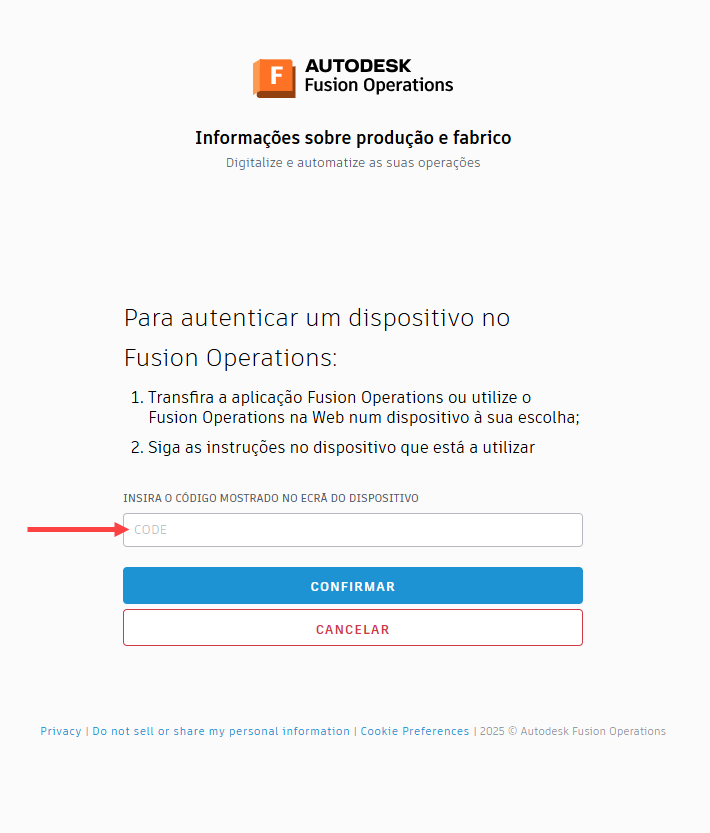 F
AUTODESK
Fusion Operations
Informações sobre produção e fabrico
Digitalize e automatize as suas operações
Para autenticar um dispositivo no
Fusion Operations:
1. Transfira a aplicação Fusion Operations ou utilize o
Fusion Operations na Web num dispositivo à sua escolha;
2. Siga as instruções no dispositivo que está a utilizar
INSIRA O CÓDIGO MOSTRADO NO ECRÃ DO DISPOSITIVO
CODE
CONFIRMAR
CANCELAR
Privacy | Do not sell or share my personal information | Cookie Preferences | 2025 © Autodesk Fusion Operations